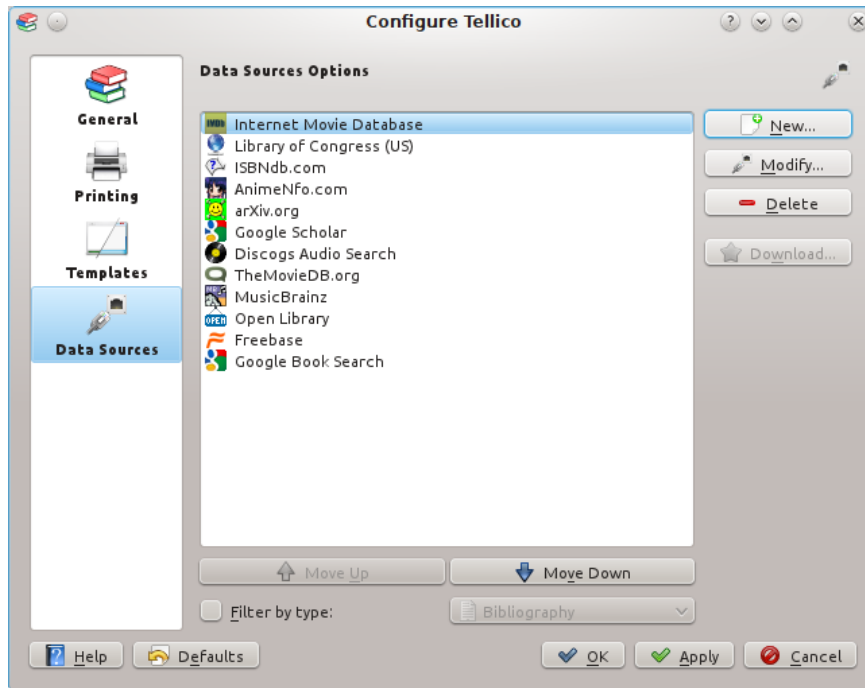 Configure Tellico
General
Printing
Templates
Data Sources
Data Sources Options
Internet Movie Database
Library of Congress (US)
ISBNdb.com
AnimeNfo.com
arXiv.org
Google Scholar
Discogs Audio Search
TheMovieDB.org
MusicBrainz
Open Library
Freebase
Google Book Search
New...
Modify...
Delete
Download...
Move Up
Move Down
Filter by type:
Bibliography
Help
Defaults
OK
Apply
Cancel